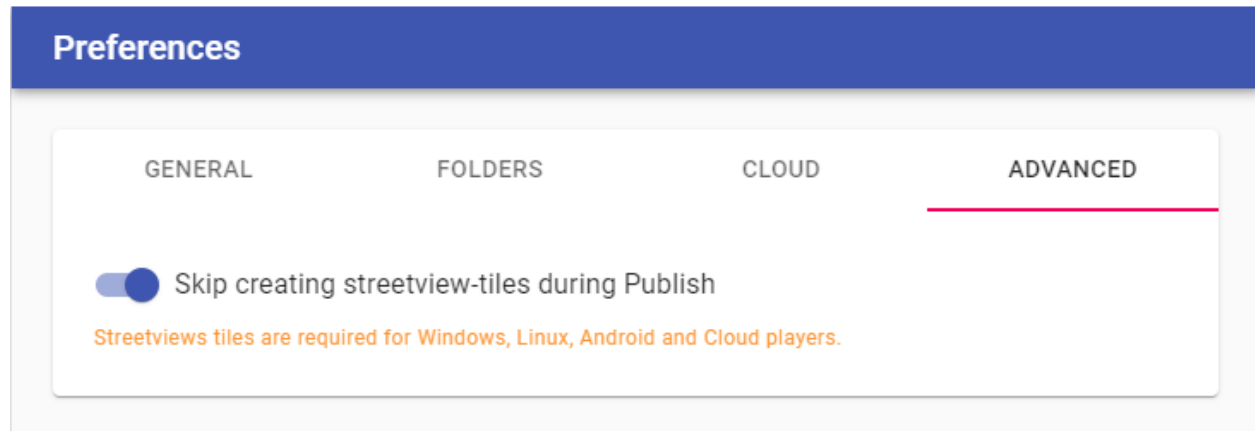 Preferences
GENERAL FOLDERS CLOUD ADVANCED
Skip creating streetview-tiles during Publish
Streetviews tiles are required for Windows, Linux, Android and Cloud players.